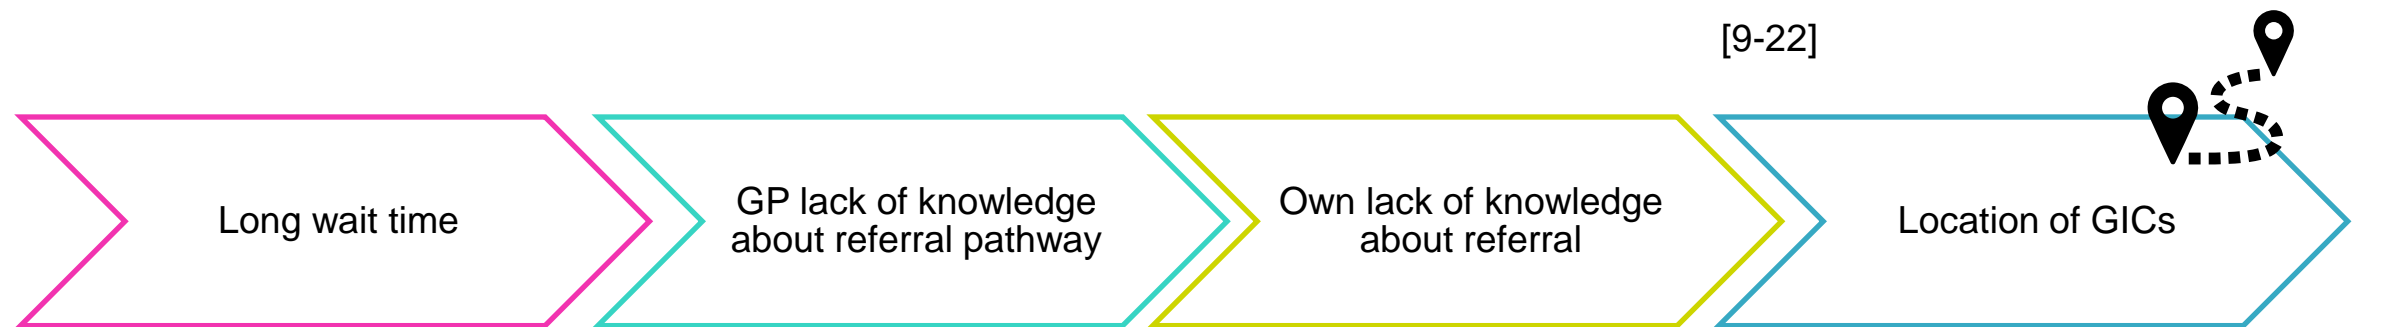 [9-22]
Long wait time
GP lack of knowledge
about referral pathway
Own lack of knowledge
about referral
Location of GICs